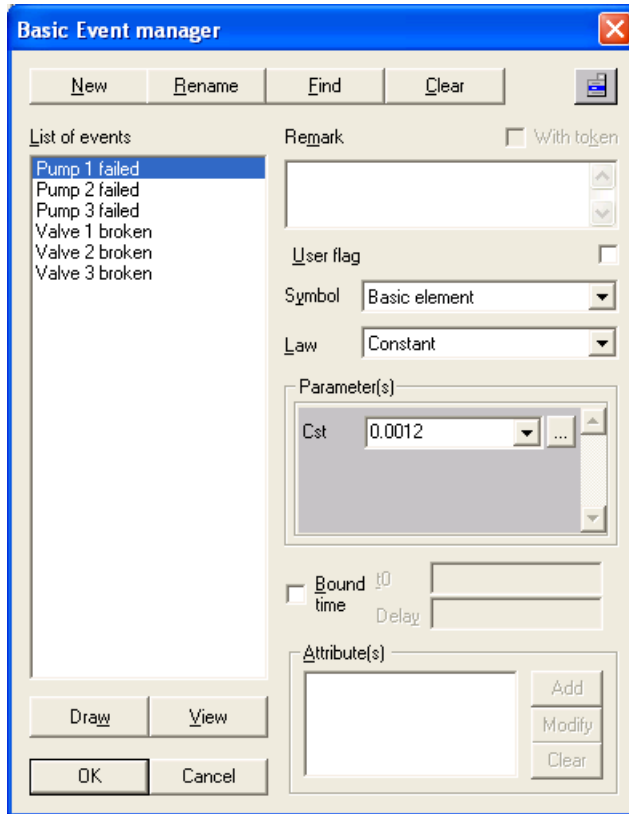 Basic Event manager
New Rename Find Clear
List of events
Pump 1 failed
Pump 2 failed
Pump 3 failed
Valve 1 broken
Valve 2 broken
Valve 3 broken
Remark With token
User flag
Symbol Basic element
Law Constant
Parameter(s)
Cst 0.0012 ...
Bound time t0
Delay
Attribute(s)
Add
Modify
Clear
Draw View
OK Cancel